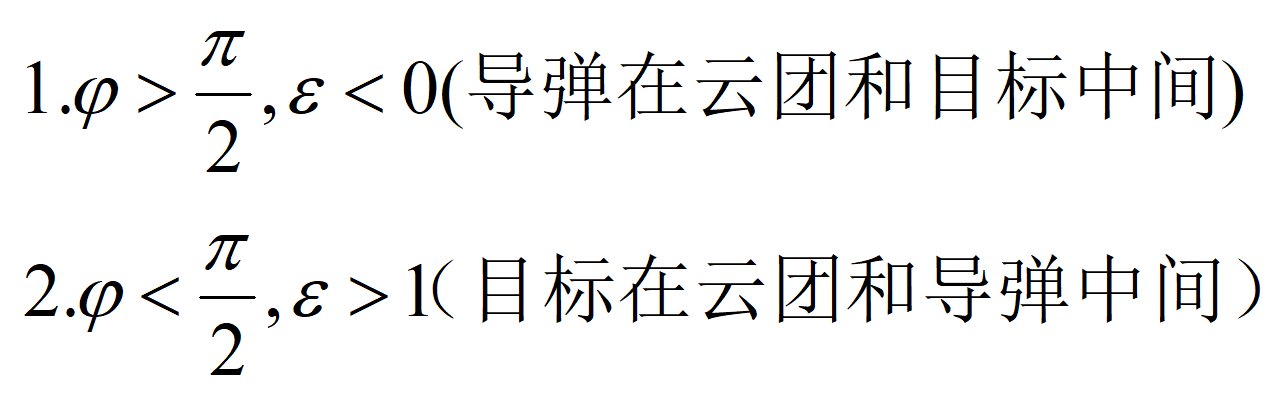 1.φ > π/2, ε < 0(导弹在云团和目标中间)
2.φ < π/2, ε > 1（目标在云团和导弹中间）